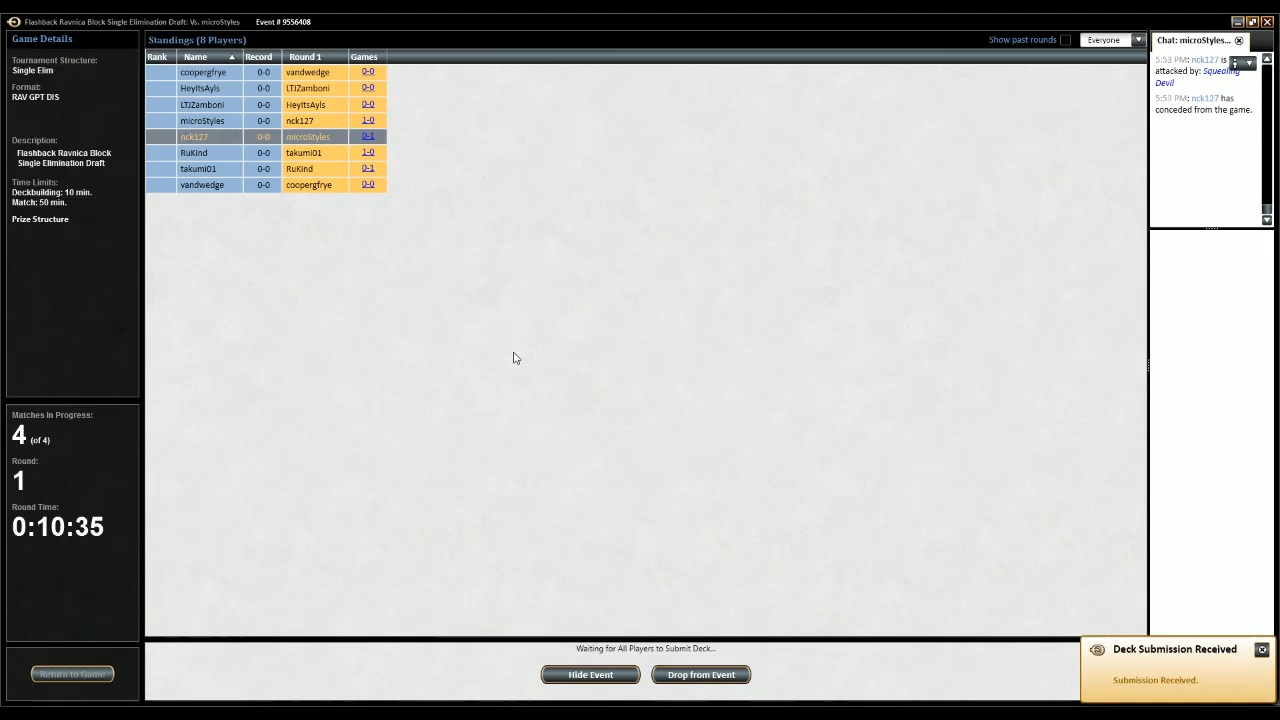 Flashback Ravnica Block Single Elimination Draft: Vs. microStyles Event # 9556408
Game Details
Tournament Structure:
Single Elim
Format:
RAV GPT DIS
Description:
Flashback Ravnica Block
Single Elimination Draft
Time Limits:
Deckbuilding: 10 min.
Match: 50 min.
Prize Structure
Matches In Progress:
4 (of 4)
Round:
1
Round Time:
0:10:35
Return to Game
Standings (8 Players)
Show past rounds
Everyone
Rank Name Record Round 1 Games
coopergfrye 0-0 vandwedge 0-0
HeyItsAyls 0-0 LTJZamboni 0-0
LTJZamboni 0-0 HeyItsAyls 0-0
microStyles 0-0 nck127 1-0
nck127 0-0 microStyles 0-1
RuKind 0-0 takumi01 1-0
takumi01 0-0 RuKind 0-1
vandwedge 0-0 coopergfrye 0-0
Waiting for All Players to Submit Deck...
Hide Event
Drop from Event
Chat: microStyles...
5:53 PM: nck127 is
attacked by: Squealing
Devil
5:53 PM: nck127 has
conceded from the game.
Deck Submission Received
Submission Received.